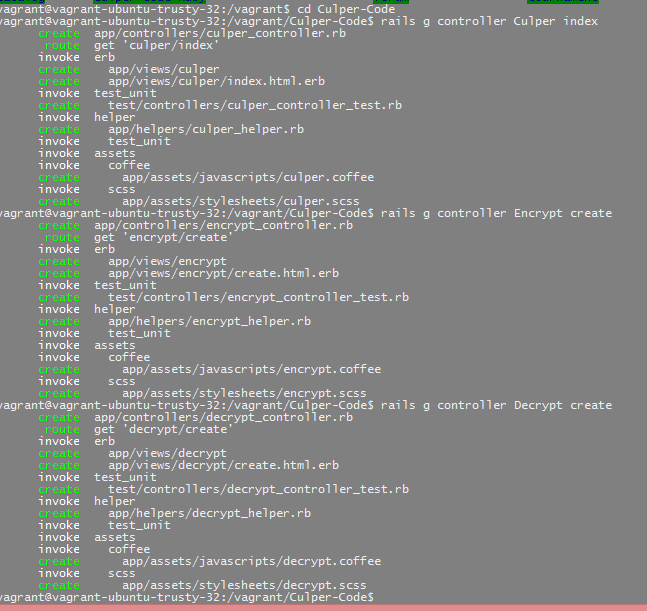 vagrant@vagrant-ubuntu-trusty-32:/vagrant$ cd Culper-Code
vagrant@vagrant-ubuntu-trusty-32:/vagrant/Culper-Code$ rails g controller Culper index
create app/controllers/culper_controller.rb
route get 'culper/index'
invoke erb
create app/views/culper
create app/views/culper/index.html.erb
invoke test_unit
create test/controllers/culper_controller_test.rb
invoke helper
create app/helpers/culper_helper.rb
invoke test_unit
invoke assets
invoke coffee
create app/assets/javascripts/culper.coffee
invoke scss
create app/assets/stylesheets/culper.scss
vagrant@vagrant-ubuntu-trusty-32:/vagrant/Culper-Code$ rails g controller Encrypt create
create app/controllers/encrypt_controller.rb
route get 'encrypt/create'
invoke erb
create app/views/encrypt
create app/views/encrypt/create.html.erb
invoke test_unit
create test/controllers/encrypt_controller_test.rb
invoke helper
create app/helpers/encrypt_helper.rb
invoke test_unit
invoke assets
invoke coffee
create app/assets/javascripts/encrypt.coffee
invoke scss
create app/assets/stylesheets/encrypt.scss
vagrant@vagrant-ubuntu-trusty-32:/vagrant/Culper-Code$ rails g controller Decrypt create
create app/controllers/decrypt_controller.rb
route get 'decrypt/create'
invoke erb
create app/views/decrypt
create app/views/decrypt/create.html.erb
invoke test_unit
create test/controllers/decrypt_controller_test.rb
invoke helper
create app/helpers/decrypt_helper.rb
invoke test_unit
invoke assets
invoke coffee
create app/assets/javascripts/decrypt.coffee
invoke scss
create app/assets/stylesheets/decrypt.scss
vagrant@vagrant-ubuntu-trusty-32:/vagrant/Culper-Code$